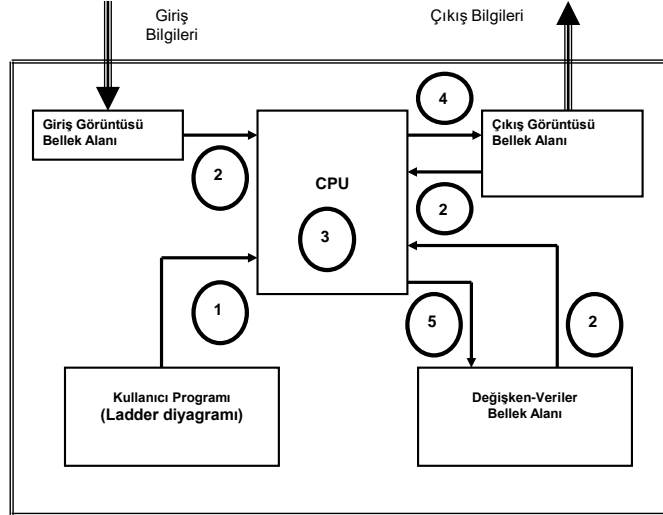 Giriş
Bilgileri
Çıkış Bilgileri
Giriş Görüntüsü
Bellek Alanı
4
Çıkış Görüntüsü
Bellek Alanı
2
CPU
2
3
1
5
2
Kullanıcı Programı
(Ladder diyagramı)
Değişken-Veriler
Bellek Alanı